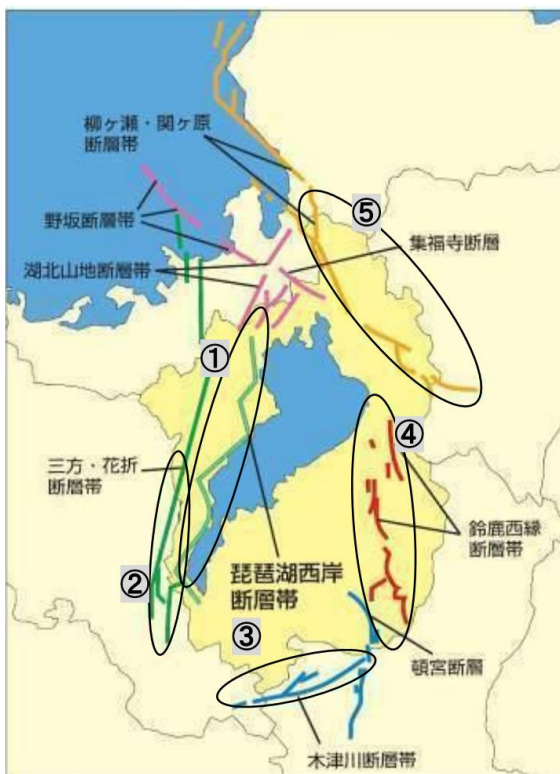 柳ヶ瀬・関ヶ原
断層帯
⑤
野坂断層帯
集福寺断層
湖北山地断層帯
①
④
三方・花折
断層帯
鈴鹿西縁
断層帯
②
琵琶湖西岸
断層帯
③
頓宮断層
木津川断層帯